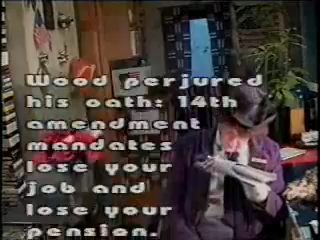 Wood perjured
his oath: 14th
amendment
mandates
lose your
job and
lose your
pension.